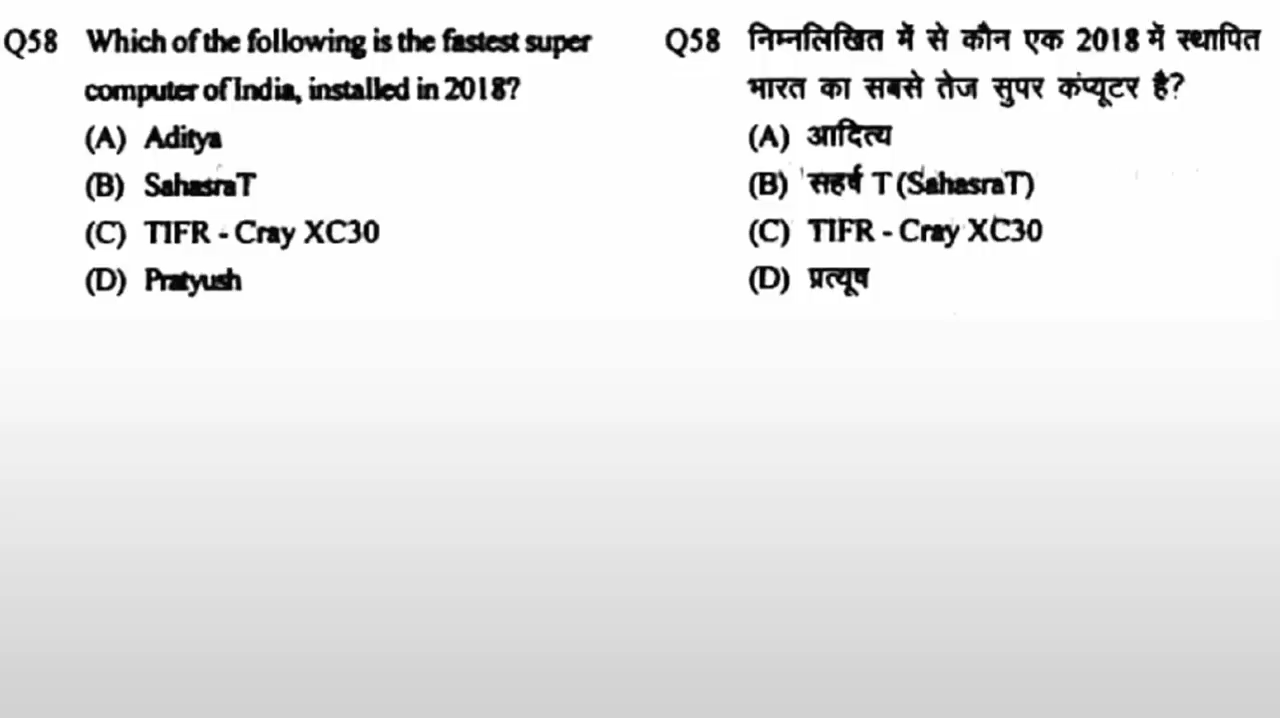 Q58 Which of the following is the fastest super
computer of India, installed in 2018?
(A) Aditya
(B) SahasraT
(C) TIFR - Cray XC30
(D) Pratyush
Q58 निम्नलिखित में से कौन एक 2018 में स्थापित
भारत का सबसे तेज सुपर कंप्यूटर है?
(A) आदित्य
(B) सहर्ष T (SahasraT)
(C) TIFR - Cray XC30
(D) प्रत्यूष